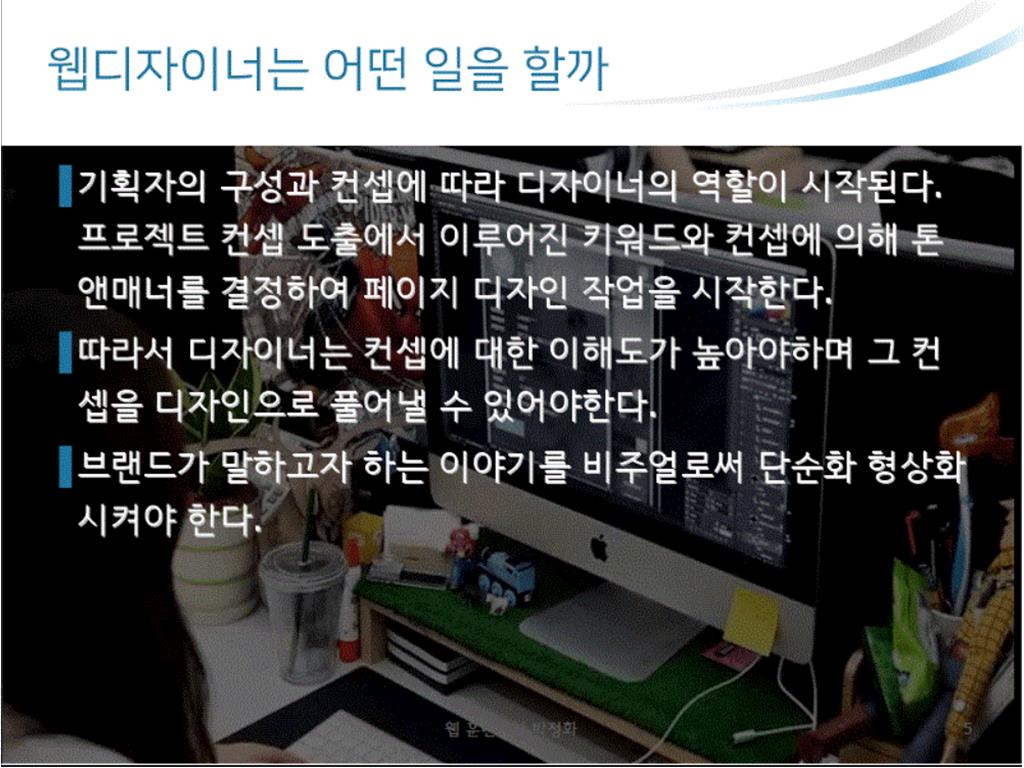 웹디자이너는 어떤 일을 할까
기획자의 구성과 컨셉에 따라 디자이너의 역할이 시작된다.
프로젝트 컨셉 도출에서 이루어진 키워드와 컨셉에 의해 톤
앤매너를 결정하여 페이지 디자인 작업을 시작한다.
따라서 디자이너는 컨셉에 대한 이해도가 높아야하며 그 컨
셉을 디자인으로 풀어낼 수 있어야한다.
브랜드가 말하고자 하는 이야기를 비주얼로써 단순화 형상화
시켜야 한다.
웹 박정화
5